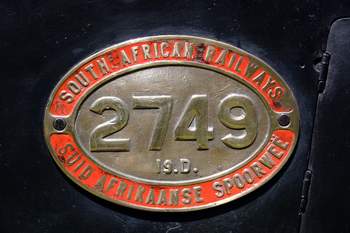 SOUTH AFRICAN RAILWAYS
2749
19.D.
SUID AFRIKAANSE SPOORWEË